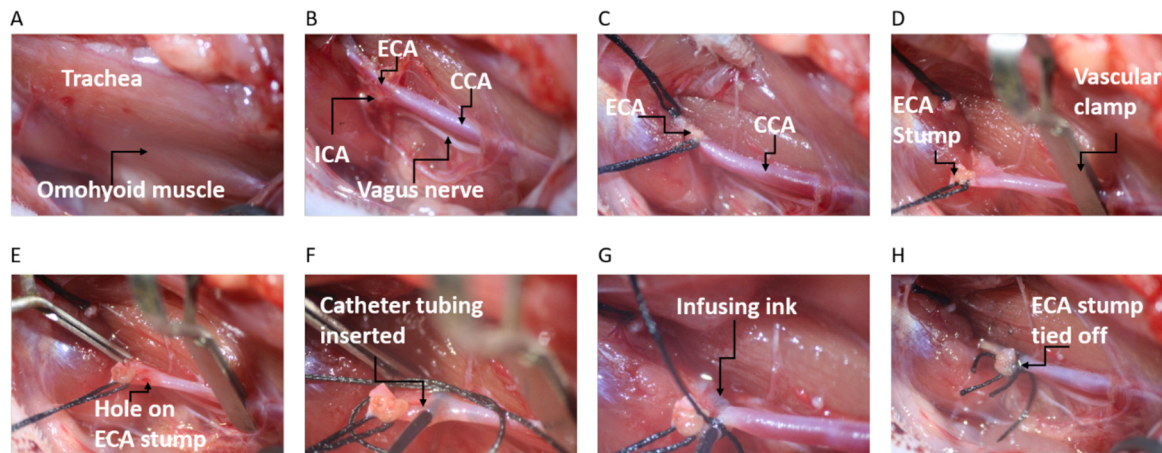 A
Trachea
Omohyoid muscle
B
ECA
CCA
ICA
Vagus nerve
C
ECA
CCA
D
ECA
Stump
Vascular
clamp
E
Hole on
ECA stump
F
Catheter tubing
inserted
G
Infusing ink
H
ECA stump
tied off